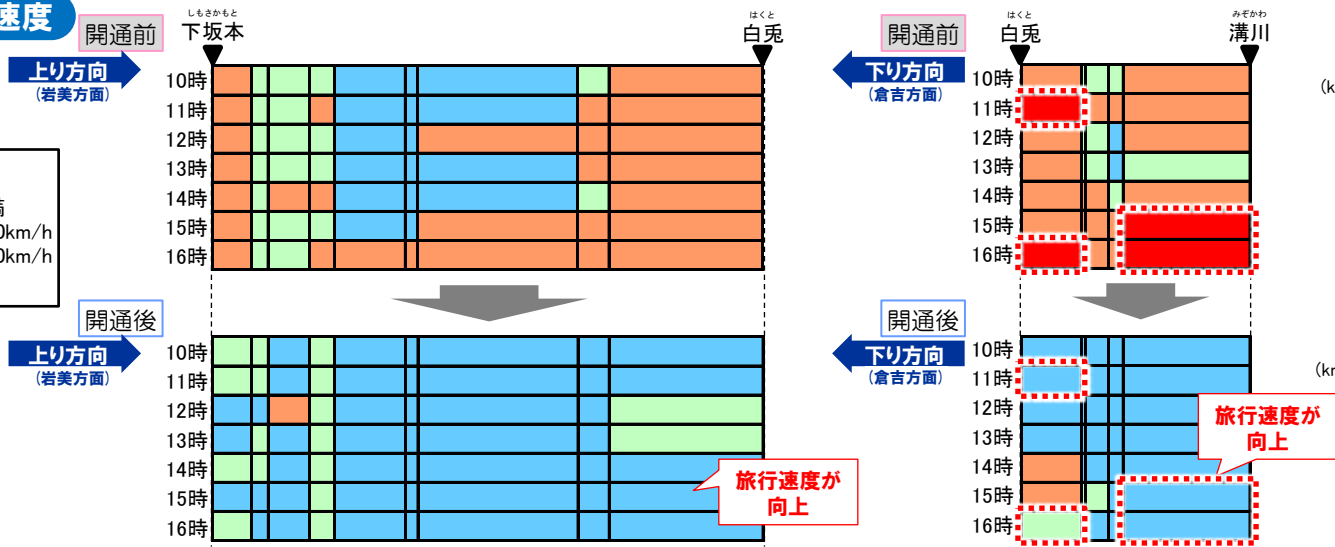 速度
開通前
しもさかもと
下坂本
はくと
白兎
上り方向
(岩美方面)
10時
11時
12時
13時
14時
15時
16時
0km/h
0km/h
開通後
上り方向
(岩美方面)
10時
11時
12時
13時
14時
15時
16時
旅行速度が
向上
開通前
はくと
白兎
みぞかわ
溝川
下り方向
(倉吉方面)
10時
11時
12時
13時
14時
15時
16時
(k
開通後
下り方向
(倉吉方面)
10時
11時
12時
13時
14時
15時
16時
(kr
旅行速度が
向上